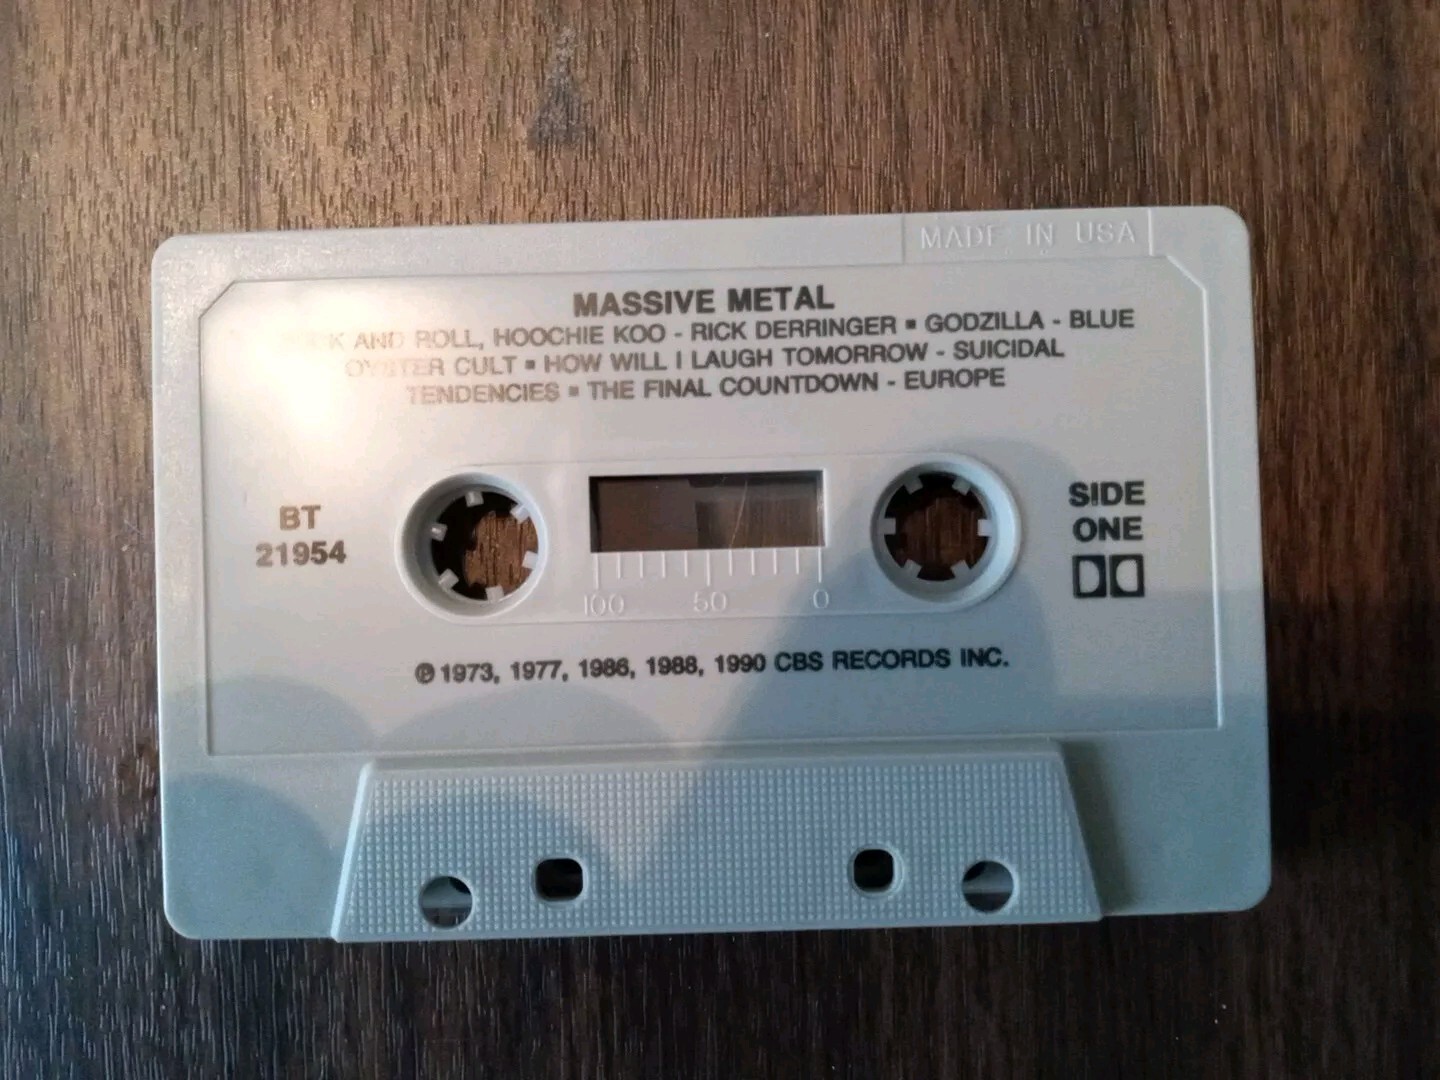 MADE IN USA
MASSIVE METAL
AND ROLL, HOOCHIE KOO - RICK DERRINGER ▪ GODZILLA - BLUE
OYSTER CULT ▪ HOW WILL I LAUGH TOMORROW - SUICIDAL
TENDENCIES ▪ THE FINAL COUNTDOWN - EUROPE
BT
21954
SIDE
ONE
100 50 0
℗ 1973, 1977, 1986, 1988, 1990 CBS RECORDS INC.